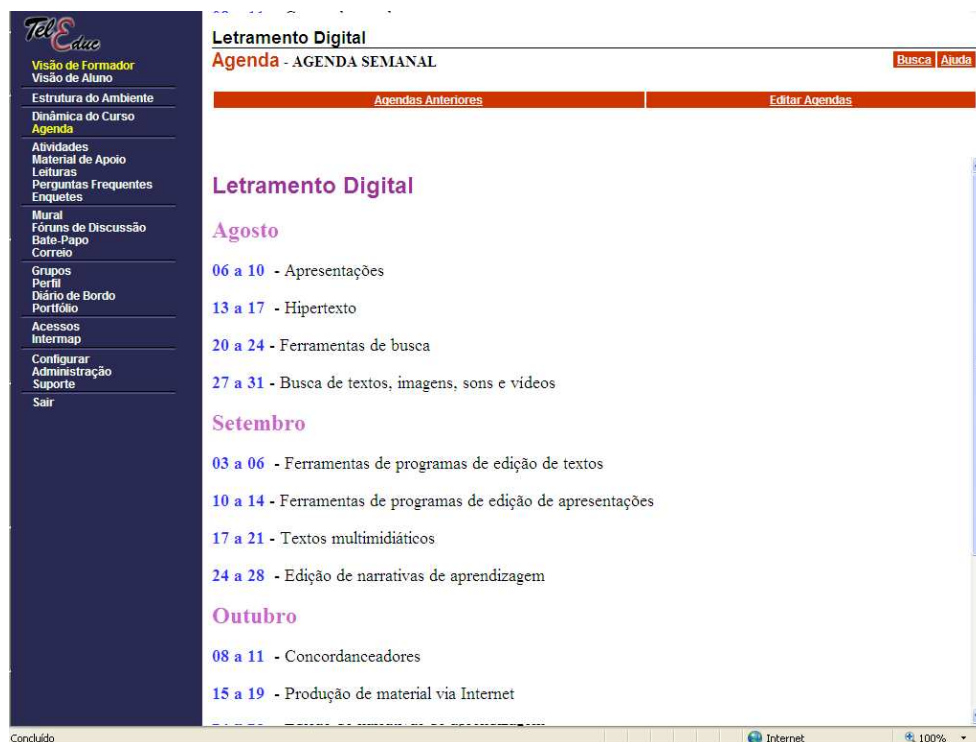 TelEduc
Visão de Formador
Visão de Aluno
Estrutura do Ambiente
Dinâmica do Curso
Agenda
Atividades
Material de Apoio
Leituras
Perguntas Frequentes
Enquetes
Mural
Fóruns de Discussão
Bate-Papo
Correio
Grupos
Perfil
Diário de Bordo
Portfólio
Acessos
Intermap
Configurar
Administração
Suporte
Sair
Letramento Digital
Agenda - AGENDA SEMANAL
Busca Ajuda
Agendas Anteriores Editar Agendas
Letramento Digital
Agosto
06 a 10 - Apresentações
13 a 17 - Hipertexto
20 a 24 - Ferramentas de busca
27 a 31 - Busca de textos, imagens, sons e vídeos
Setembro
03 a 06 - Ferramentas de programas de edição de textos
10 a 14 - Ferramentas de programas de edição de apresentações
17 a 21 - Textos multimidiáticos
24 a 28 - Edição de narrativas de aprendizagem
Outubro
08 a 11 - Concordanceadores
15 a 19 - Produção de material via Internet
Concluído Internet 100%